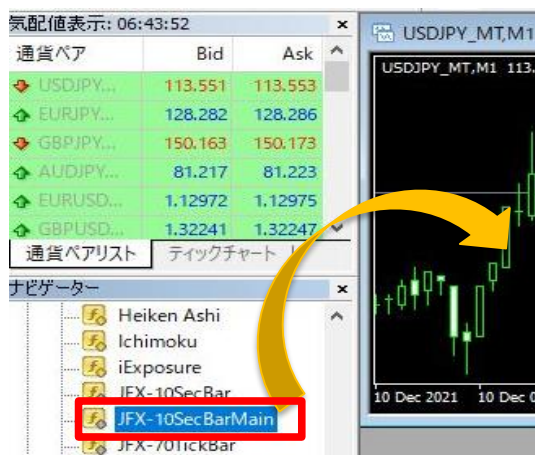 気配値表示: 06:43:52
通貨ペア Bid Ask
USDJPY... 113.551 113.553
EURJPY... 128.282 128.286
GBPJPY... 150.163 150.173
AUDJPY... 81.217 81.223
EURUSD... 1.12972 1.12975
GBPUSD... 1.32241 1.32247
通貨ペアリスト ティックチャート
ナビゲーター
Heiken Ashi
Ichimoku
iExposure
JFX-10SecBar
JFX-10SecBarMain
JFX-70TickBar
USDJPY_MT,M1
USDJPY_MT,M1 113.
10 Dec 2021 10 Dec